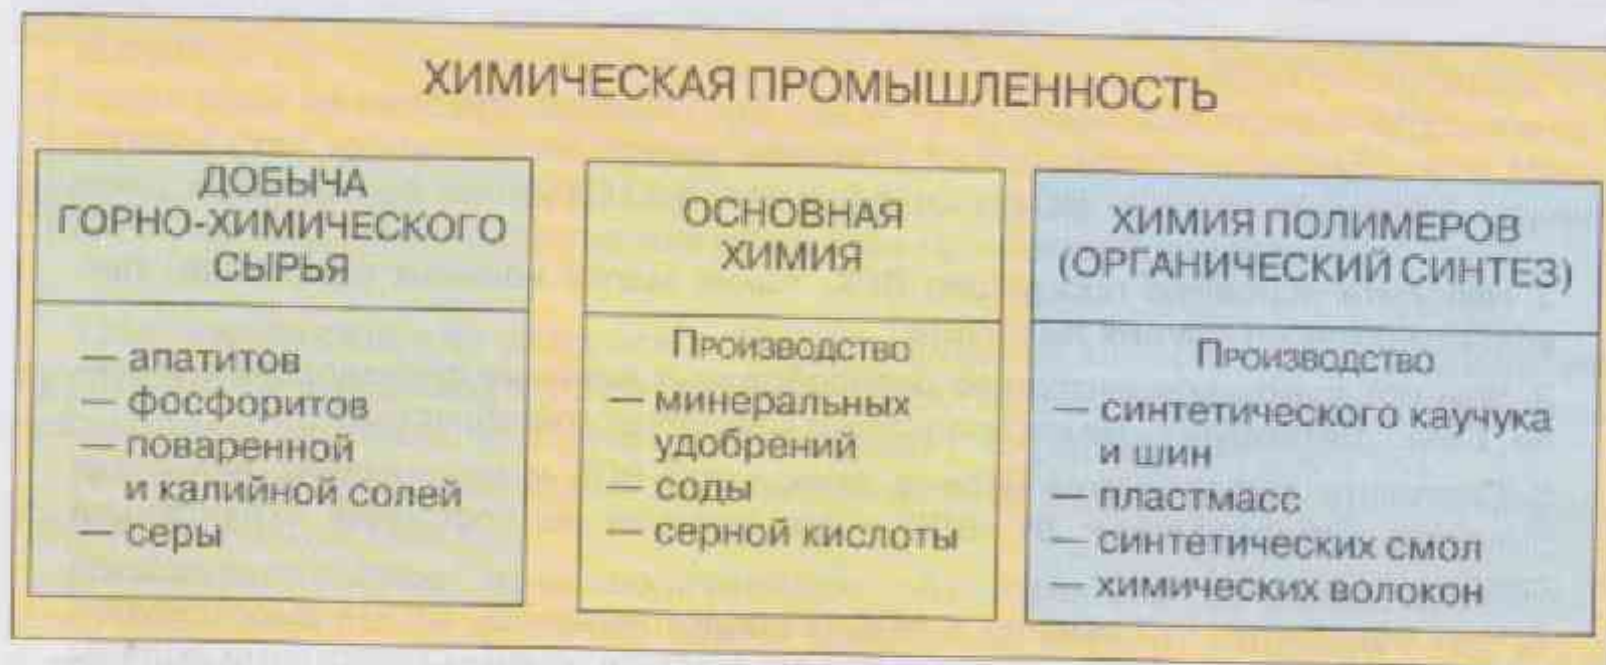 ХИМИЧЕСКАЯ ПРОМЫШЛЕННОСТЬ
ДОБЫЧА
ГОРНО-ХИМИЧЕСКОГО
СЫРЬЯ
— апатитов
— фосфоритов
— поваренной
и калийной солей
— серы
ОСНОВНАЯ
ХИМИЯ
Производство
— минеральных
удобрений
— соды
— серной кислоты
ХИМИЯ ПОЛИМЕРОВ
(ОРГАНИЧЕСКИЙ СИНТЕЗ)
Производство
— синтетического каучука
и шин
— пластмасс
— синтетических смол
— химических волокон